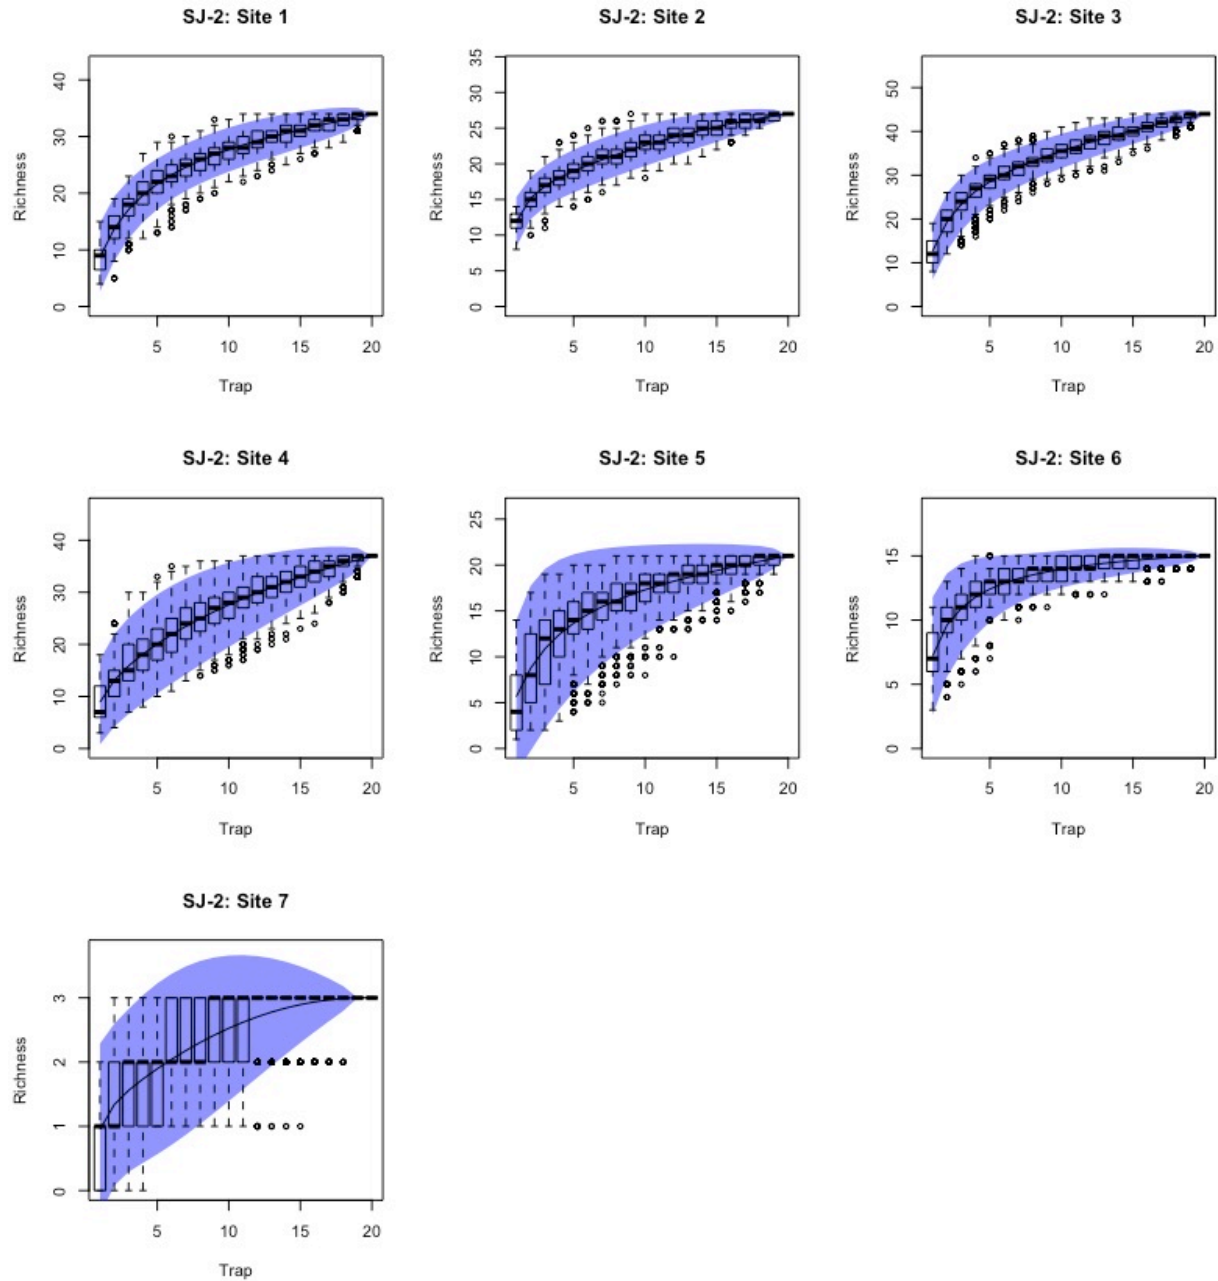 SJ-2: Site 1
SJ-2: Site 2
SJ-2: Site 3
Richness
0 10 20 30 40
5 10 15 20
Trap
Richness
0 5 10 15 20 25 30 35
5 10 15 20
Trap
Richness
0 10 20 30 40 50
5 10 15 20
Trap
SJ-2: Site 4
SJ-2: Site 5
SJ-2: Site 6
Richness
0 10 20 30 40
5 10 15 20
Trap
Richness
0 5 10 15 20 25
5 10 15 20
Trap
Richness
0 5 10 15
5 10 15 20
Trap
SJ-2: Site 7
Richness
0 1 2 3
5 10 15 20
Trap